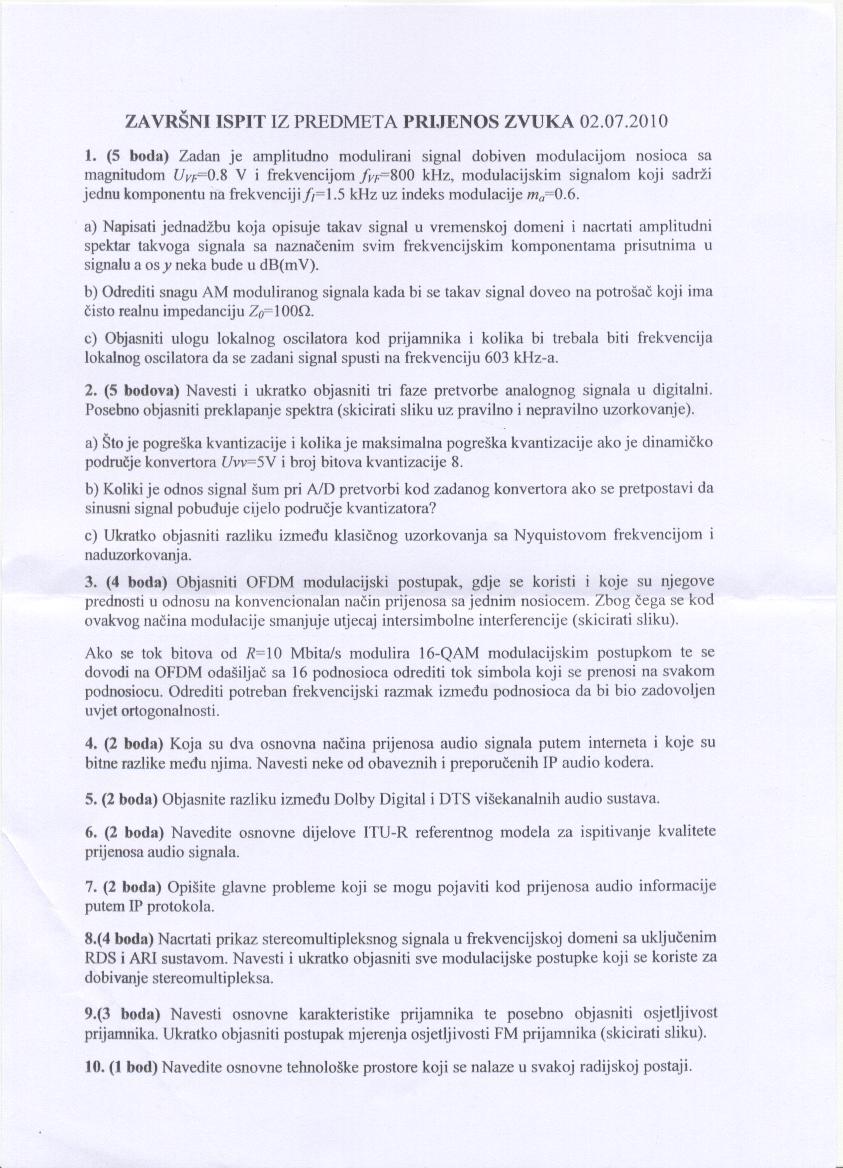 ZAVRŠNI ISPIT IZ PREDMETA PRIJENOS ZVUKA 02.07.2010
1. (5 boda) Zadan je amplitudno modulirani signal dobiven modulacijom nosioca sa
magnitudom UVF=0.8 V i frekvencijom fVF=800 kHz, modulacijskim signalom koji sadrži
jednu komponentu na frekvenciji f1=1.5 kHz uz indeks modulacije ma=0.6.
a) Napisati jednadžbu koja opisuje takav signal u vremenskoj domeni i nacrtati amplitudni
spektar takvoga signala sa naznačenim svim frekvencijskim komponentama prisutnima u
signalu a os y neka bude u dB(mV).
b) Odrediti snagu AM moduliranog signala kada bi se takav signal doveo na potrošač koji ima
čisto realnu impedanciju Z0=100Ω.
c) Objasniti ulogu lokalnog oscilatora kod prijamnika i kolika bi trebala biti frekvencija
lokalnog oscilatora da se zadani signal spusti na frekvenciju 603 kHz-a.
2. (5 bodova) Navesti i ukratko objasniti tri faze pretvorbe analognog signala u digitalni.
Posebno objasniti preklapanje spektra (skicirati sliku uz pravilno i nepravilno uzorkovanje).
a) Što je pogreška kvantizacije i kolika je maksimalna pogreška kvantizacije ako je dinamičko
područje konvertora Uvv=5V i broj bitova kvantizacije 8.
b) Koliki je odnos signal šum pri A/D pretvorbi kod zadanog konvertora ako se pretpostavi da
sinusni signal pobuđuje cijelo područje kvantizatora?
c) Ukratko objasniti razliku između klasičnog uzorkovanja sa Nyquistovom frekvencijom i
naduzorkovanja.
3. (4 boda) Objasniti OFDM modulacijski postupak, gdje se koristi i koje su njegove
prednosti u odnosu na konvencionalan način prijenosa sa jednim nosiocem. Zbog čega se kod
ovakvog načina modulacije smanjuje utjecaj intersimbolne interferencije (skicirati sliku).
Ako se tok bitova od R=10 Mbita/s modulira 16-QAM modulacijskim postupkom te se
dovodi na OFDM odašiljač sa 16 podnosioca odrediti tok simbola koji se prenosi na svakom
podnosiocu. Odrediti potreban frekvencijski razmak između podnosioca da bi bio zadovoljen
uvjet ortogonalnosti.
4. (2 boda) Koja su dva osnovna načina prijenosa audio signala putem interneta i koje su
bitne razlike među njima. Navesti neke od obaveznih i preporučenih IP audio kodera.
5. (2 boda) Objasnite razliku između Dolby Digital i DTS višekanalnih audio sustava.
6. (2 boda) Navedite osnovne dijelove ITU-R referentnog modela za ispitivanje kvalitete
prijenosa audio signala.
7. (2 boda) Opišite glavne probleme koji se mogu pojaviti kod prijenosa audio informacije
putem IP protokola.
8.(4 boda) Nacrtati prikaz stereomultipleksnog signala u frekvencijskoj domeni sa uključenim
RDS i ARI sustavom. Navesti i ukratko objasniti sve modulacijske postupke koji se koriste za
dobivanje stereomultipleksa.
9.(3 boda) Navesti osnovne karakteristike prijamnika te posebno objasniti osjetljivost
prijamnika. Ukratko objasniti postupak mjerenja osjetljivosti FM prijamnika (skicirati sliku).
10. (1 bod) Navedite osnovne tehnološke prostore koji se nalaze u svakoj radijskoj postaji.